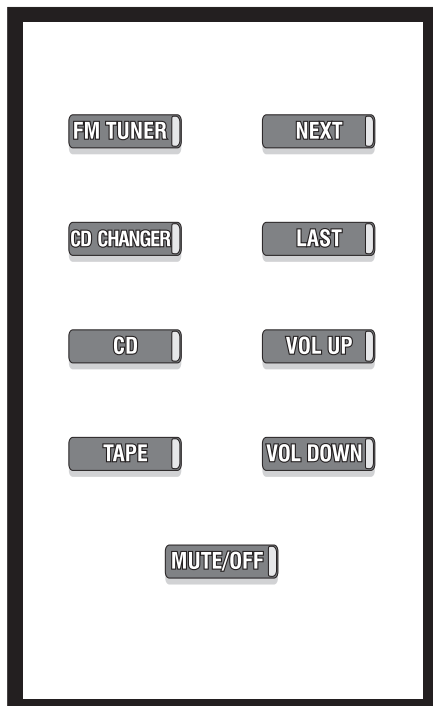 FM TUNER
NEXT
CD CHANGER
LAST
CD
VOL UP
TAPE
VOL DOWN
MUTE/OFF